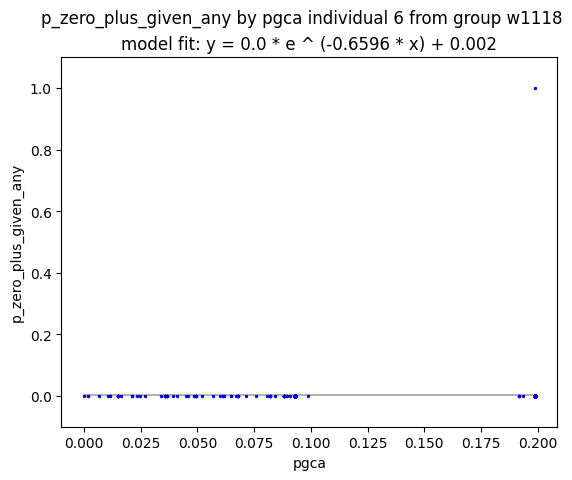 p_zero_plus_given_any by pgca individual 6 from group w1118
model fit: y = 0.0 * e ^ (-0.6596 * x) + 0.002
1.0
0.8
0.6
0.4
0.2
0.0
p_zero_plus_given_any
0.000 0.025 0.050 0.075 0.100 0.125 0.150 0.175 0.200
pgca